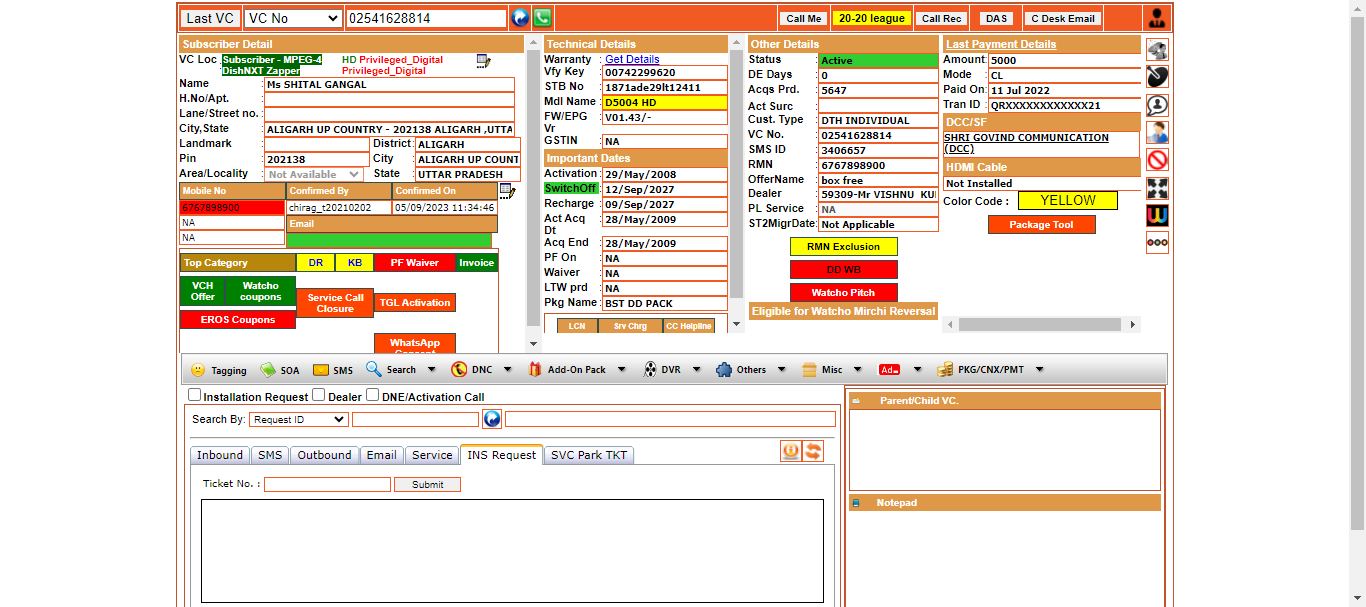 Last VC VC No 02541628814 Call Me 20-20 league Call Rec DAS C Desk Email
Subscriber Detail
VC Loc : Subscriber - MPEG-4 HD Privileged_Digital
DishNXT Zapper Privileged_Digital
Name : Ms SHITAL GANGAL
H.No/Apt. :
Lane/Street no. :
City,State : ALIGARH UP COUNTRY - 202138 ALIGARH ,UTTA
Landmark : District : ALIGARH
Pin : 202138 City : ALIGARH UP COUNT
Area/Locality : Not Available State : UTTAR PRADESH
Mobile No Confirmed By Confirmed On
6767898900 chirag_t20210202 05/09/2023 11:34:46
NA Email
NA
Top Category DR KB PF Waiver Invoice
VCH Offer Watcho coupons Service Call Closure TGL Activation
EROS Coupons
WhatsApp
Technical Details
Warranty : Get Details
Vfy Key : 00742299620
STB No : 1871ade29lt12411
Mdl Name : D5004 HD
FW/EPG Vr : V01.43/-
GSTIN : NA
Important Dates
Activation : 29/May/2008
SwitchOff : 12/Sep/2027
Recharge : 09/Sep/2027
Act Acq Dt : 28/May/2009
Acq End : 28/May/2009
PF On : NA
Waiver : NA
LTW prd : NA
Pkg Name : BST DD PACK
LCN Srv Chrg CC Helpline
Other Details
Status : Active
DE Days : 0
Acqs Prd. : 5647
Act Surc :
Cust. Type : DTH INDIVIDUAL
VC No. : 02541628814
SMS ID : 3406657
RMN : 6767898900
OfferName : box free
Dealer : 59309-Mr VISHNU KU
PL Service : NA
ST2MigrDate: Not Applicable
RMN Exclusion
DD WB
Watcho Pitch
Eligible for Watcho Mirchi Reversal
Last Payment Details
Amount: 5000
Mode : CL
Paid On: 11 Jul 2022
Tran ID : QRXXXXXXXXXXXX21
DCC/SF
SHRI GOVIND COMMUNICATION
(DCC)
HDMI Cable
Not Installed
Color Code : YELLOW
Package Tool
Tagging SOA SMS Search DNC Add-On Pack DVR Others Misc Ad PKG/CNX/PMT
Installation Request Dealer DNE/Activation Call
Search By: Request ID
Inbound SMS Outbound Email Service INS Request SVC Park TKT
Ticket No. : Submit
Parent/Child VC.
Notepad